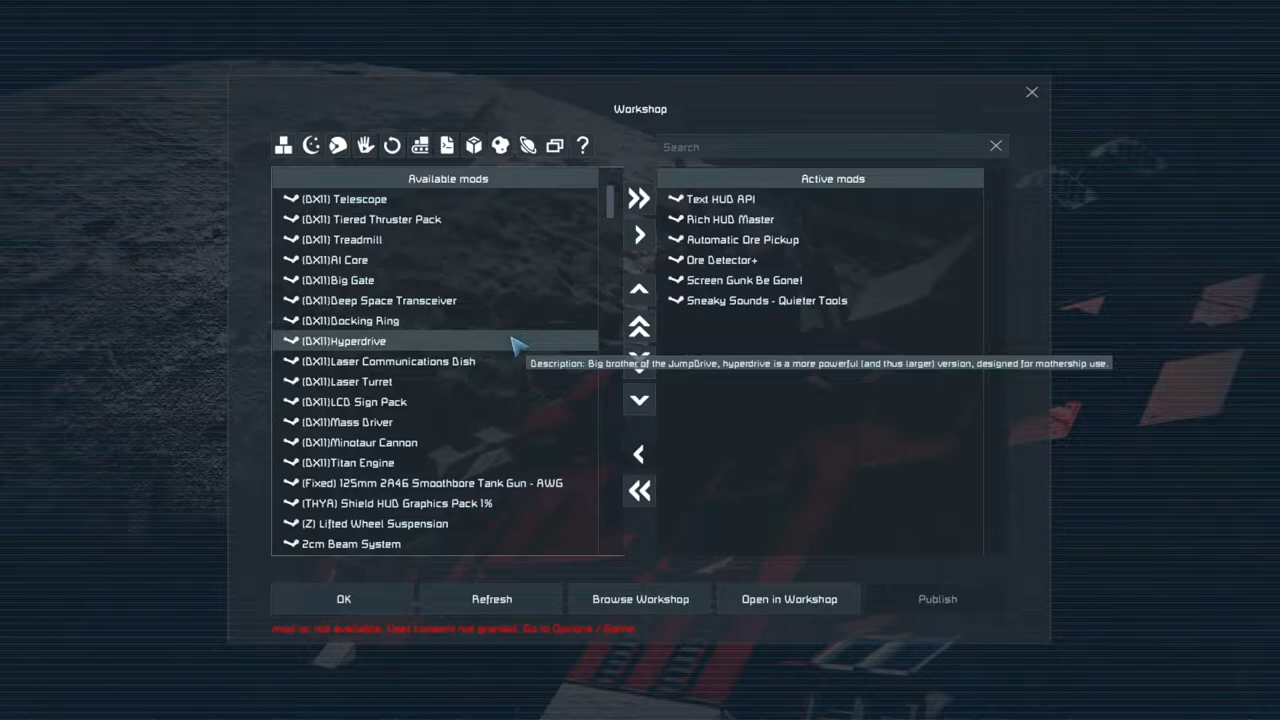 Workshop
Search
Available mods
(DX11) Telescope
(DX11) Tiered Thruster Pack
(DX11) Treadmill
(DX11)AI Core
(DX11)Big Gate
(DX11)Deep Space Transceiver
(DX11)Docking Ring
(DX11)Hyperdrive
(DX11)Laser Communications Dish
(DX11)Laser Turret
(DX11)LCD Sign Pack
(DX11)Mass Driver
(DX11)Minotaur Cannon
(DX11)Titan Engine
(Fixed) 125mm 2A46 Smoothbore Tank Gun - AWG
(THYA) Shield HUD Graphics Pack 1%
(Z) Lifted Wheel Suspension
2cm Beam System
Active mods
Text HUD API
Rich HUD Master
Automatic Ore Pickup
Ore Detector+
Screen Gunk Be Gone!
Sneaky Sounds - Quieter Tools
Description: Big brother of the JumpDrive, hyperdrive is a more powerful (and thus larger) version, designed for mothership use.
OK
Refresh
Browse Workshop
Open in Workshop
Publish
mod.io: not available. User consent not granted. Go to Options / Game